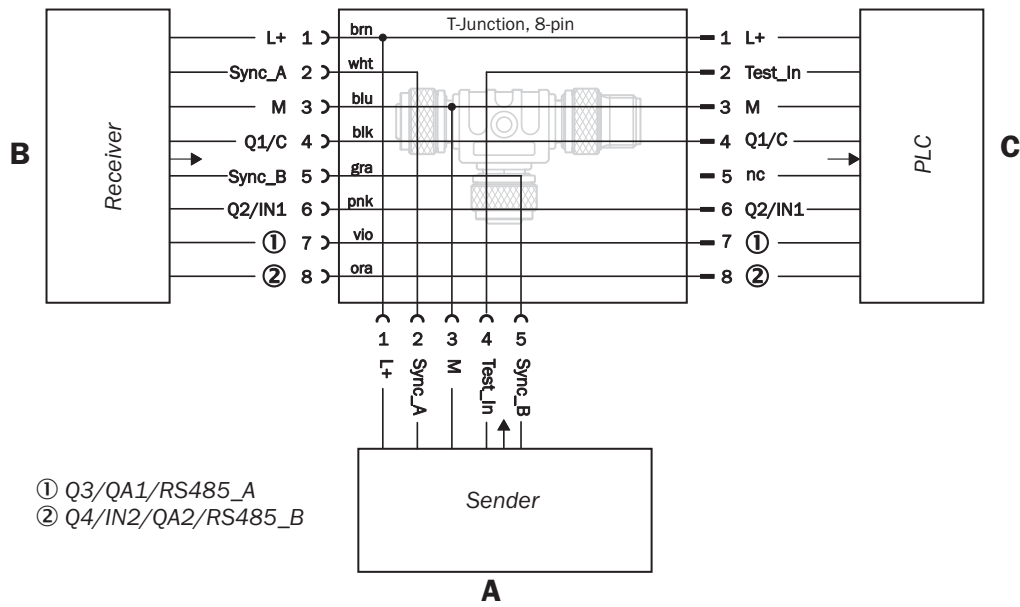 T-Junction, 8-pin
L+ 1 brn 1 L+
Sync_A 2 wht 2 Test_In
M 3 blu 3 M
Q1/C 4 blk 4 Q1/C
B Receiver PLC C
Sync_B 5 gra 5 nc
Q2/IN1 6 pnk 6 Q2/IN1
① 7 vio 7 ①
② 8 ora 8 ②
1 2 3 4 5
L+ Sync_A M Test_In Sync_B
① Q3/QA1/RS485_A
② Q4/IN2/QA2/RS485_B
Sender
A